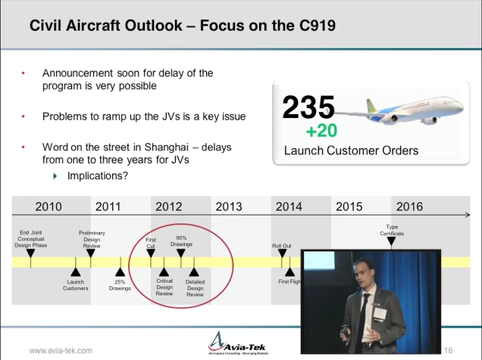 Civil Aircraft Outlook – Focus on the C919
• Announcement soon for delay of the
program is very possible
• Problems to ramp up the JVs is a key issue
• Word on the street in Shanghai – delays
from one to three years for JVs
Implications?
235
+20
Launch Customer Orders
2010 2011 2012 2013 2014 2015 2016
End Joint
Conceptual
Design Phase
Preliminary
Design
Review
First
Cut
90%
Drawings
Roll Out
Type
Certificate
Launch
Customers
25%
Drawings
Critical
Design
Review
Detailed
Design
Review
First Flight
www.avia-tek.com
Avia-Tek
16